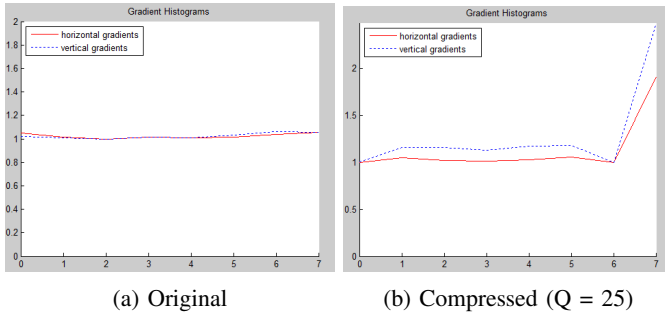 Gradient Histograms
2
1.8
1.6
1.4
1.2
1
0.8
0.6
0.4
0.2
0
0 1 2 3 4 5 6 7
horizontal gradients
vertical gradients
(a) Original
Gradient Histograms
2
1.5
1
0.5
0
0 1 2 3 4 5 6 7
horizontal gradients
vertical gradients
(b) Compressed (Q = 25)